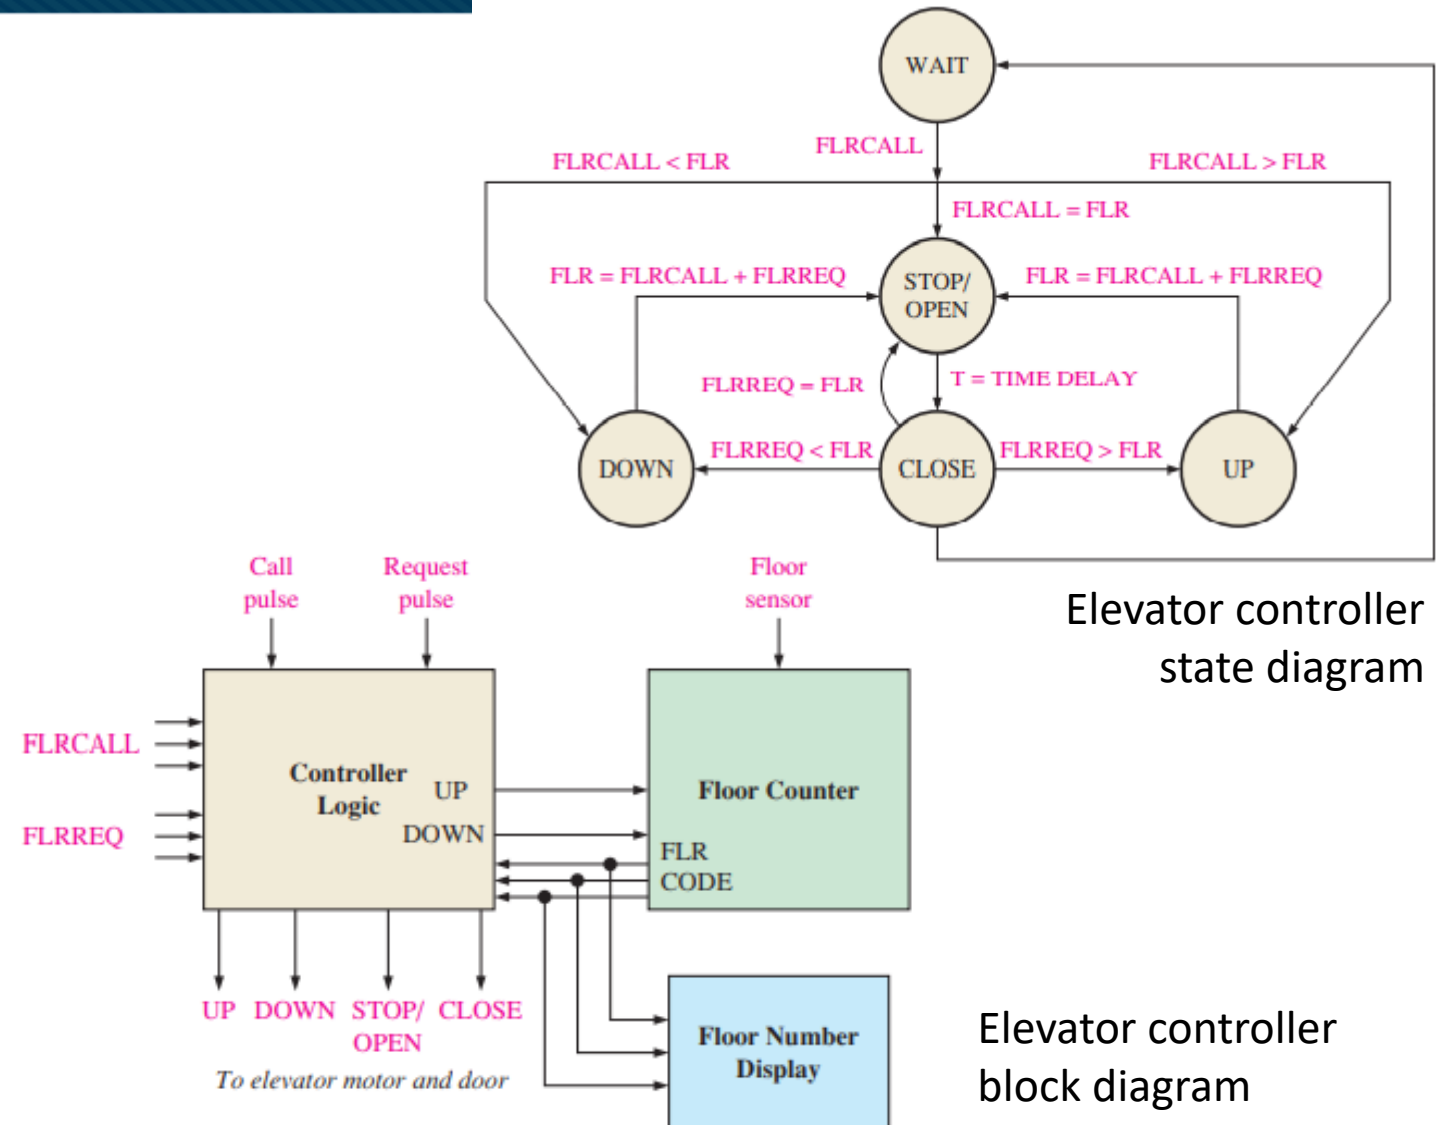 WAIT
FLRCALL
FLRCALL < FLR
FLRCALL > FLR
FLRCALL = FLR
FLR = FLRCALL + FLRREQ
STOP/
OPEN
FLR = FLRCALL + FLRREQ
FLRREQ = FLR
T = TIME DELAY
DOWN
FLRREQ < FLR
CLOSE
FLRREQ > FLR
UP
Elevator controller
state diagram
Call
pulse
Request
pulse
Floor
sensor
FLRCALL
FLRREQ
Controller
Logic
UP
DOWN
Floor Counter
FLR
CODE
UP DOWN STOP/ CLOSE
OPEN
To elevator motor and door
Floor Number
Display
Elevator controller
block diagram